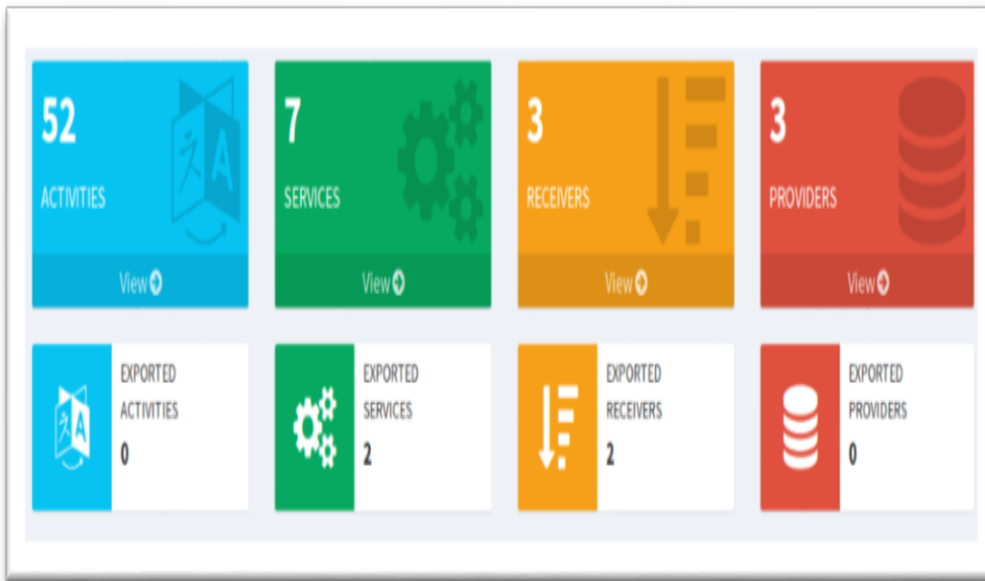 52
ACTIVITIES
View
7
SERVICES
View
3
RECEIVERS
View
3
PROVIDERS
View
EXPORTED
ACTIVITIES
0
EXPORTED
SERVICES
2
EXPORTED
RECEIVERS
2
EXPORTED
PROVIDERS
0